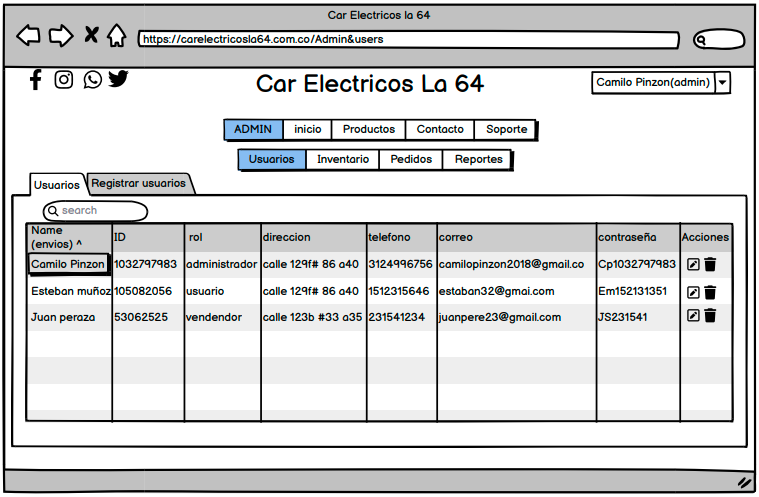 Car Electricos la 64
https://carelectricosla64.com.co/Admin&users
Car Electricos La 64
Camilo Pinzon(admin)
ADMIN inicio Productos Contacto Soporte
Usuarios Inventario Pedidos Reportes
Usuarios Registrar usuarios
search
Name
(envios) ^ ID rol direccion telefono correo contraseña Acciones
Camilo Pinzon 1032797983 administrador calle 129f# 86 a40 3124996756 camilopinzon2018@gmail.co Cp1032797983
Esteban muñoz 105082056 usuario calle 129f# 86 a40 1512315646 estaban32@gmai.com Em152131351
Juan peraza 53062525 vendendor calle 123b #33 a35 231541234 juanpere23@gmail.com JS231541